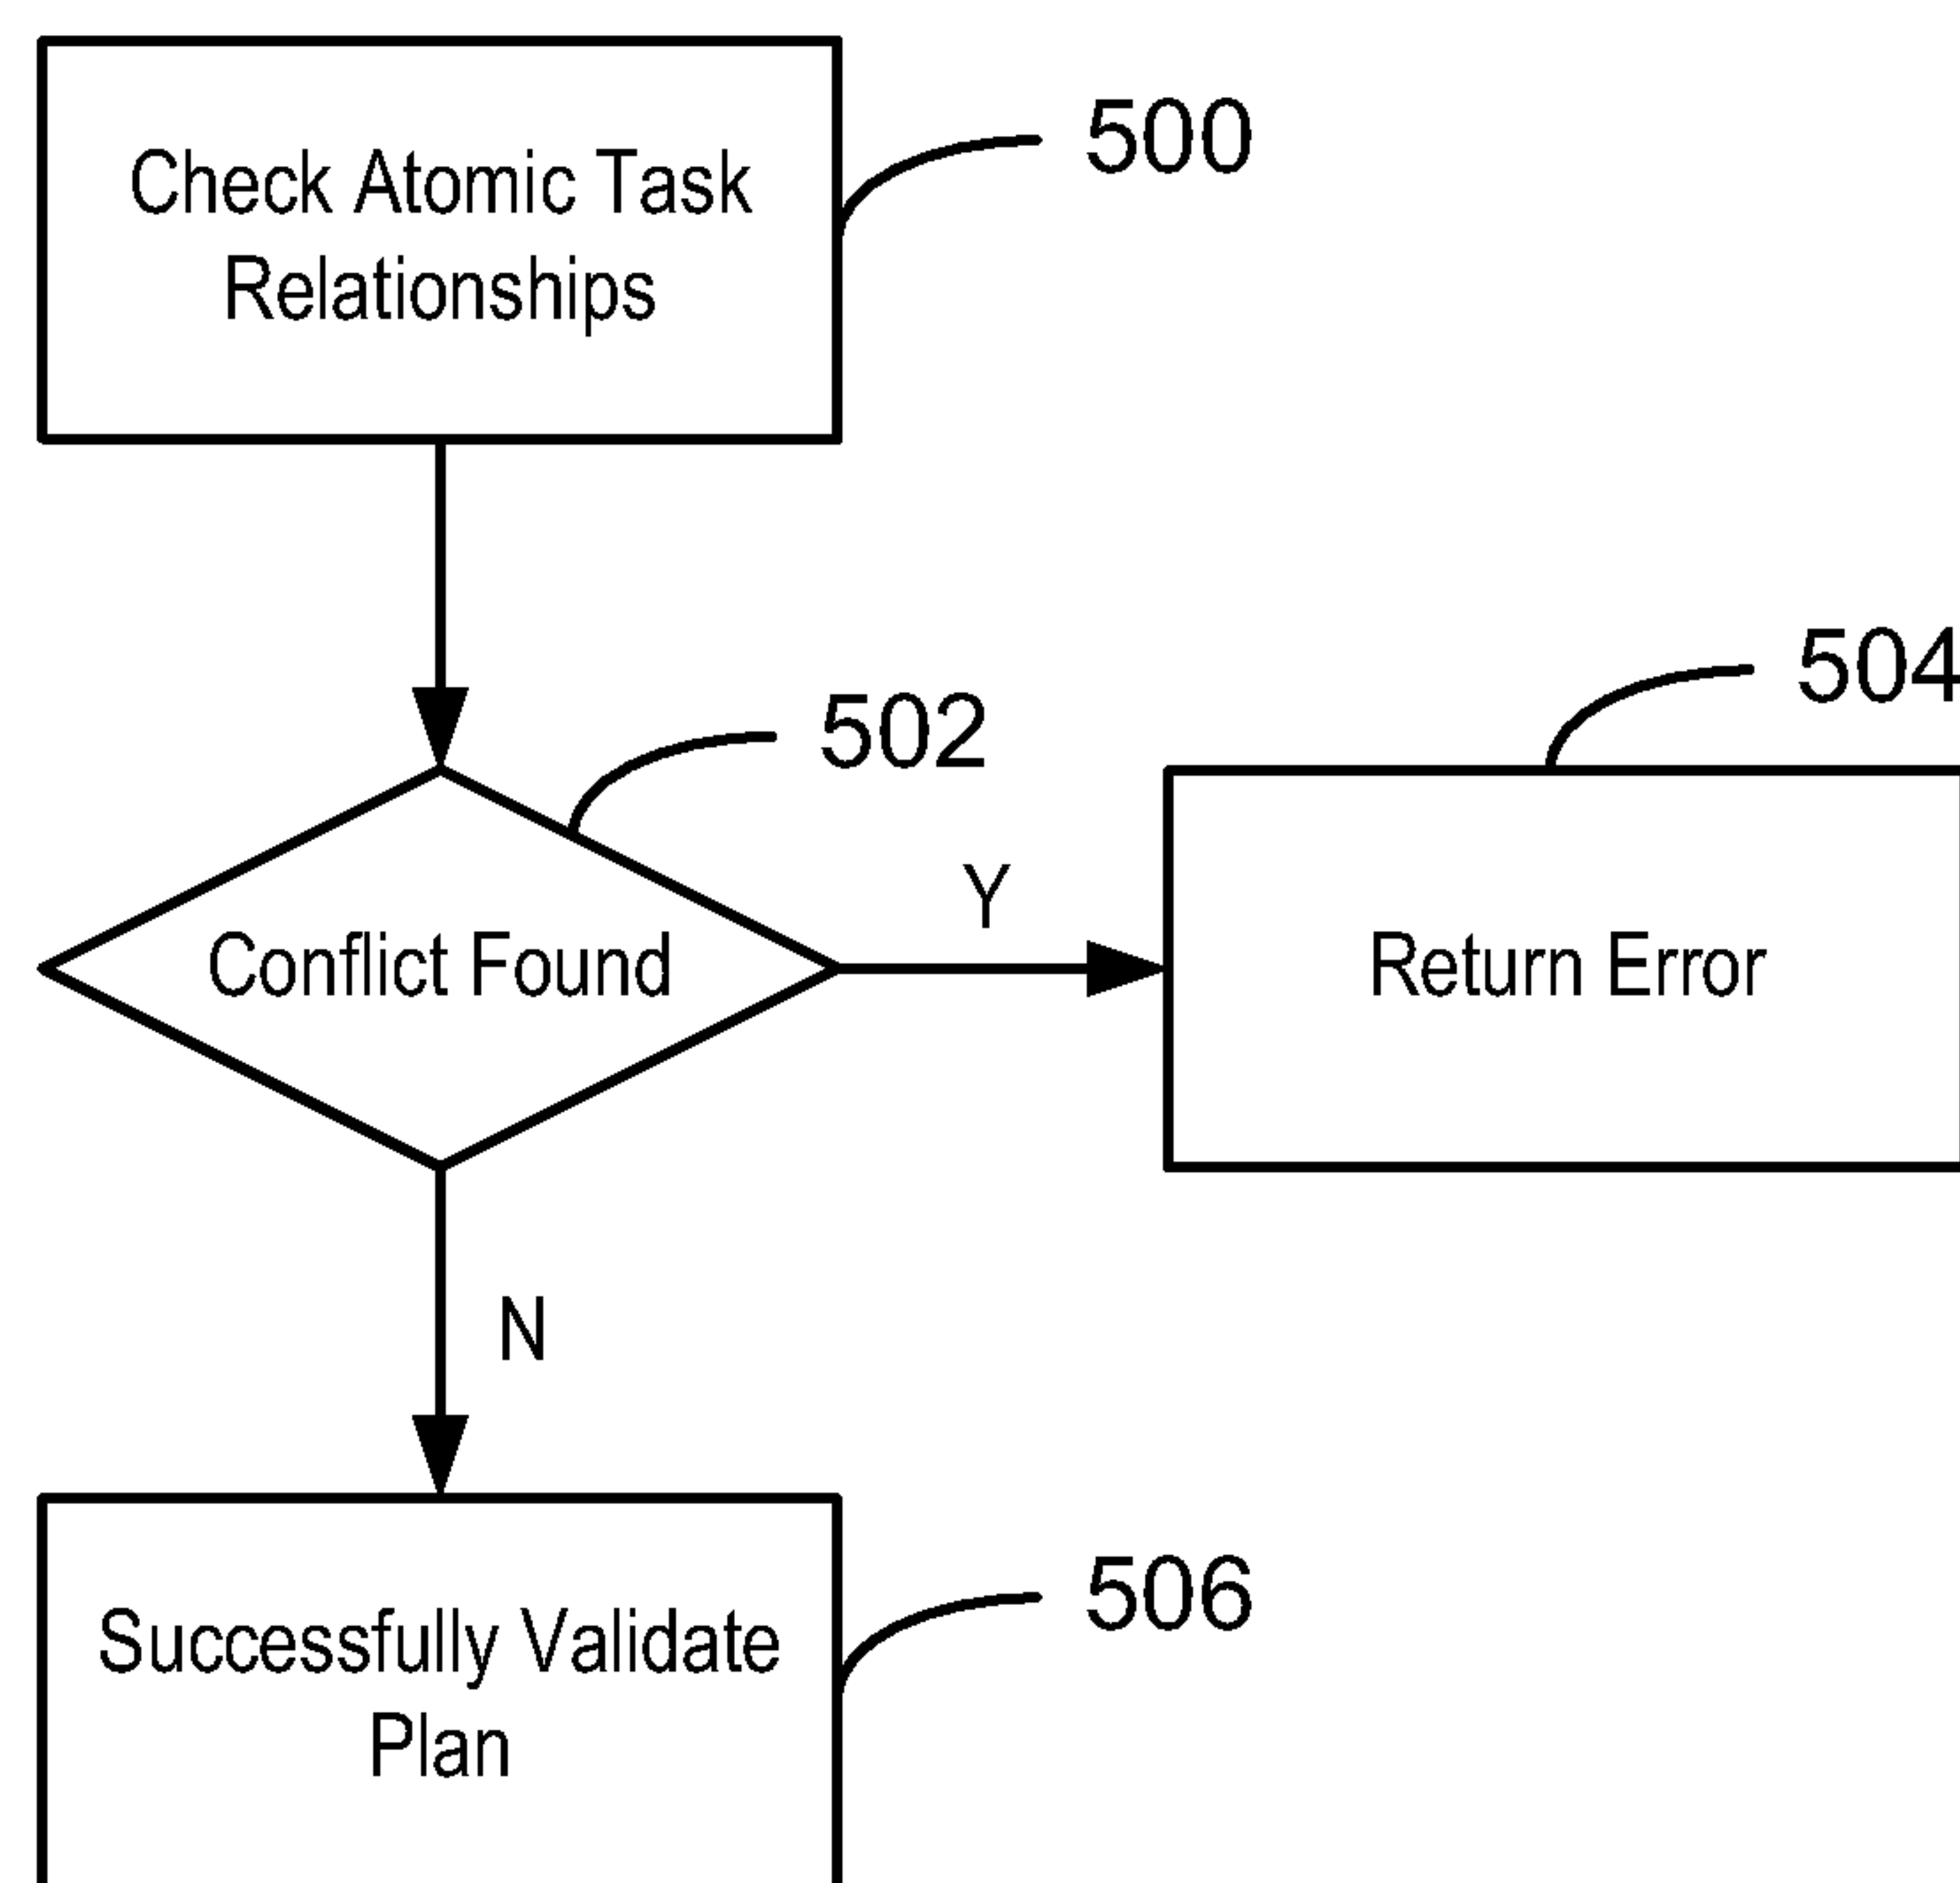 Check Atomic Task
Relationships
500
502
504
Conflict Found
Y
Return Error
N
Successfully Validate
Plan
506